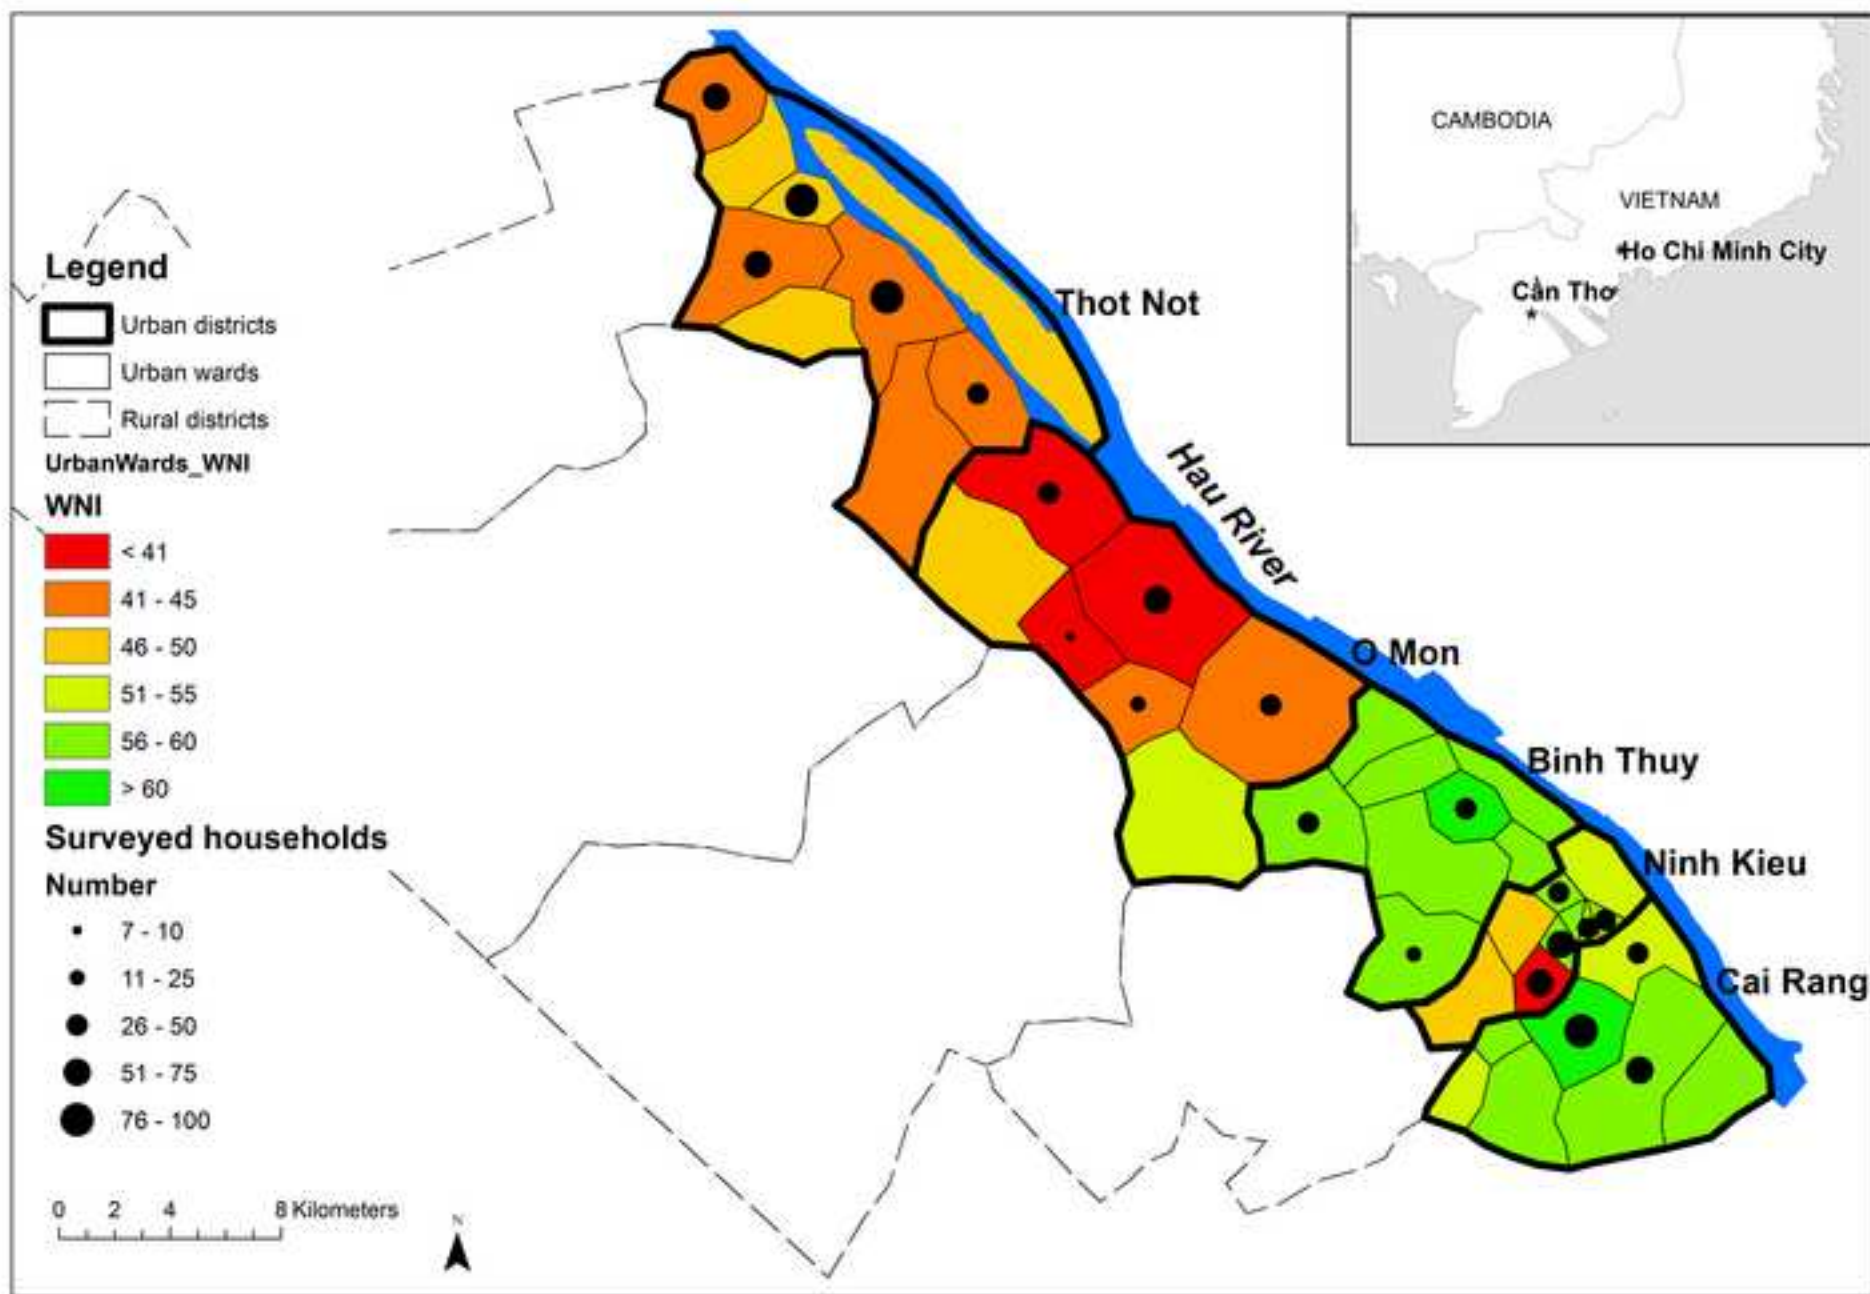 Legend
Urban districts
Urban wards
Rural districts
UrbanWards_WNI
WNI
< 41
41 - 45
46 - 50
51 - 55
56 - 60
> 60
Surveyed households
Number
7 - 10
11 - 25
26 - 50
51 - 75
76 - 100
0 2 4 8 Kilometers
N
Thot Not
Hau River
O Mon
Binh Thuy
Ninh Kieu
Cai Rang
CAMBODIA
VIETNAM
Ho Chi Minh City
Cần Thơ